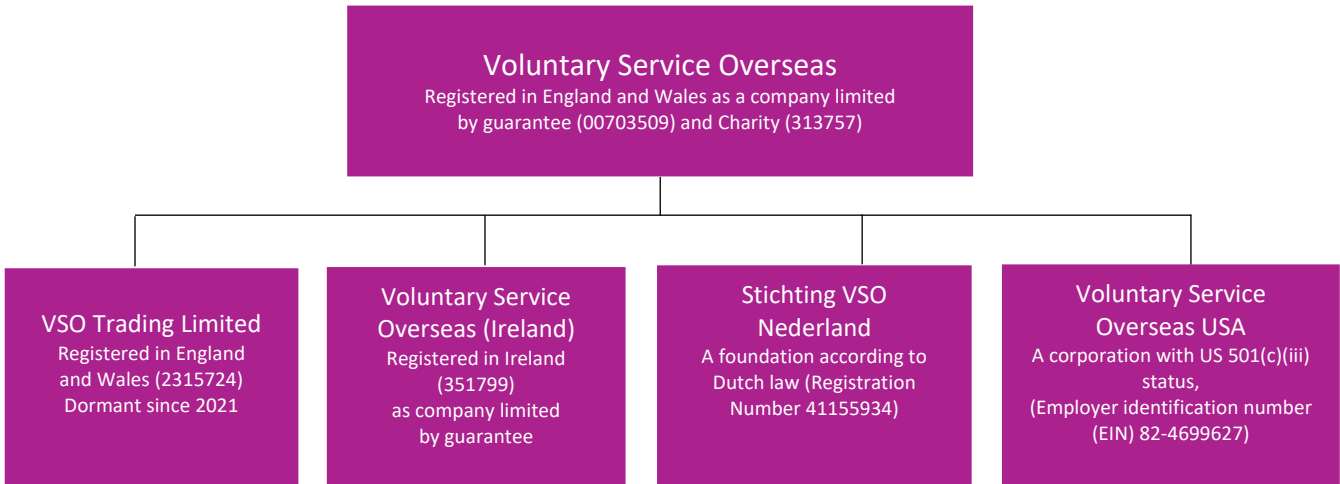 Voluntary Service Overseas
Registered in England and Wales as a company limited
by guarantee (00703509) and Charity (313757)
VSO Trading Limited
Registered in England
and Wales (2315724)
Dormant since 2021
Voluntary Service
Overseas (Ireland)
Registered in Ireland
(351799)
as company limited
by guarantee
Stichting VSO
Nederland
A foundation according to
Dutch law (Registration
Number 41155934)
Voluntary Service
Overseas USA
A corporation with US 501(c)(iii)
status,
(Employer identification number
(EIN) 82-4699627)